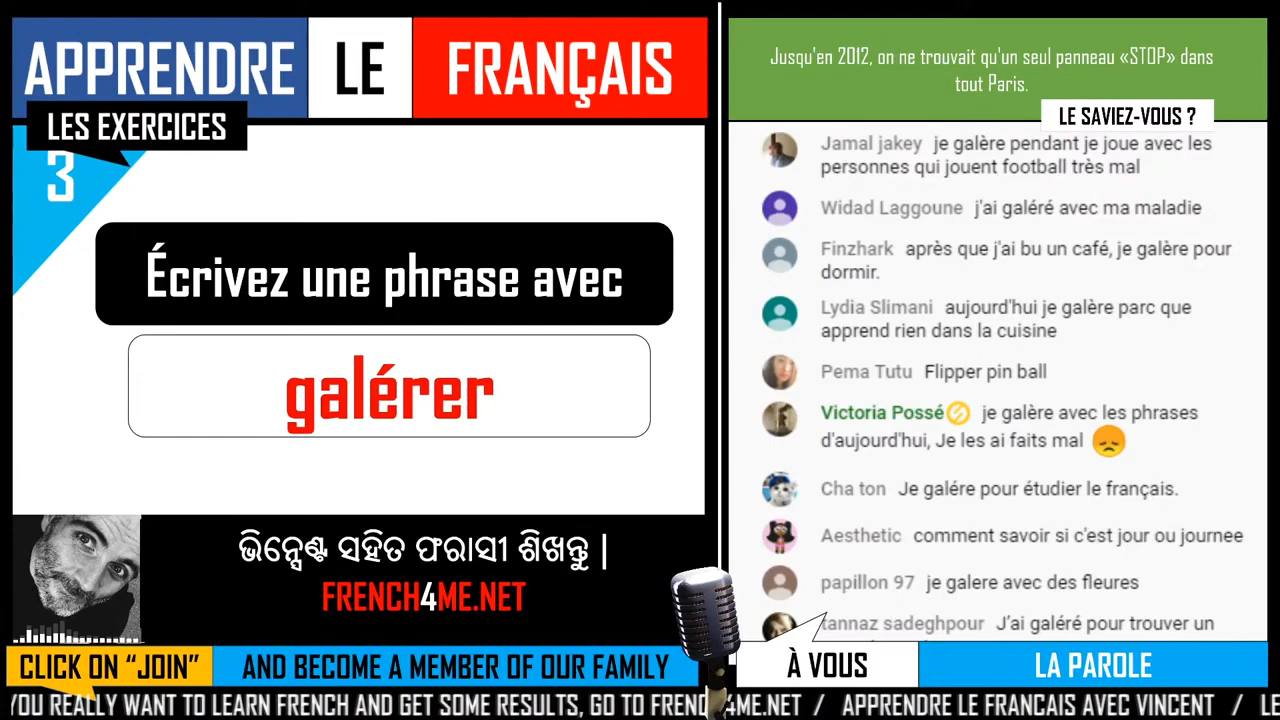 APPRENDRE LE FRANÇAIS
LES EXERCICES
3
Écrivez une phrase avec
galérer
ଭିନ୍ସେଣ୍ଟ ସହିତ ଫରାସୀ ଶିଖନ୍ତୁ |
FRENCH4ME.NET
CLICK ON “JOIN” AND BECOME A MEMBER OF OUR FAMILY
Jusqu'en 2012, on ne trouvait qu'un seul panneau «STOP» dans
tout Paris.
LE SAVIEZ-VOUS ?
Jamal jakey je galère pendant je joue avec les
personnes qui jouent football très mal
Widad Laggoune j'ai galéré avec ma maladie
Finzhark après que j'ai bu un café, je galère pour
dormir.
Lydia Slimani aujourd'hui je galère parc que
apprend rien dans la cuisine
Pema Tutu Flipper pin ball
Victoria Possé je galère avec les phrases
d'aujourd'hui, Je les ai faits mal
Cha ton Je galére pour étudier le français.
Aesthetic comment savoir si c'est jour ou journee
papillon 97 je galere avec des fleures
tannaz sadeghpour J'ai galéré pour trouver un
À VOUS LA PAROLE
YOU REALLY WANT TO LEARN FRENCH AND GET SOME RESULTS, GO TO FRENCH4ME.NET / APPRENDRE LE FRANCAIS AVEC VINCENT / LE